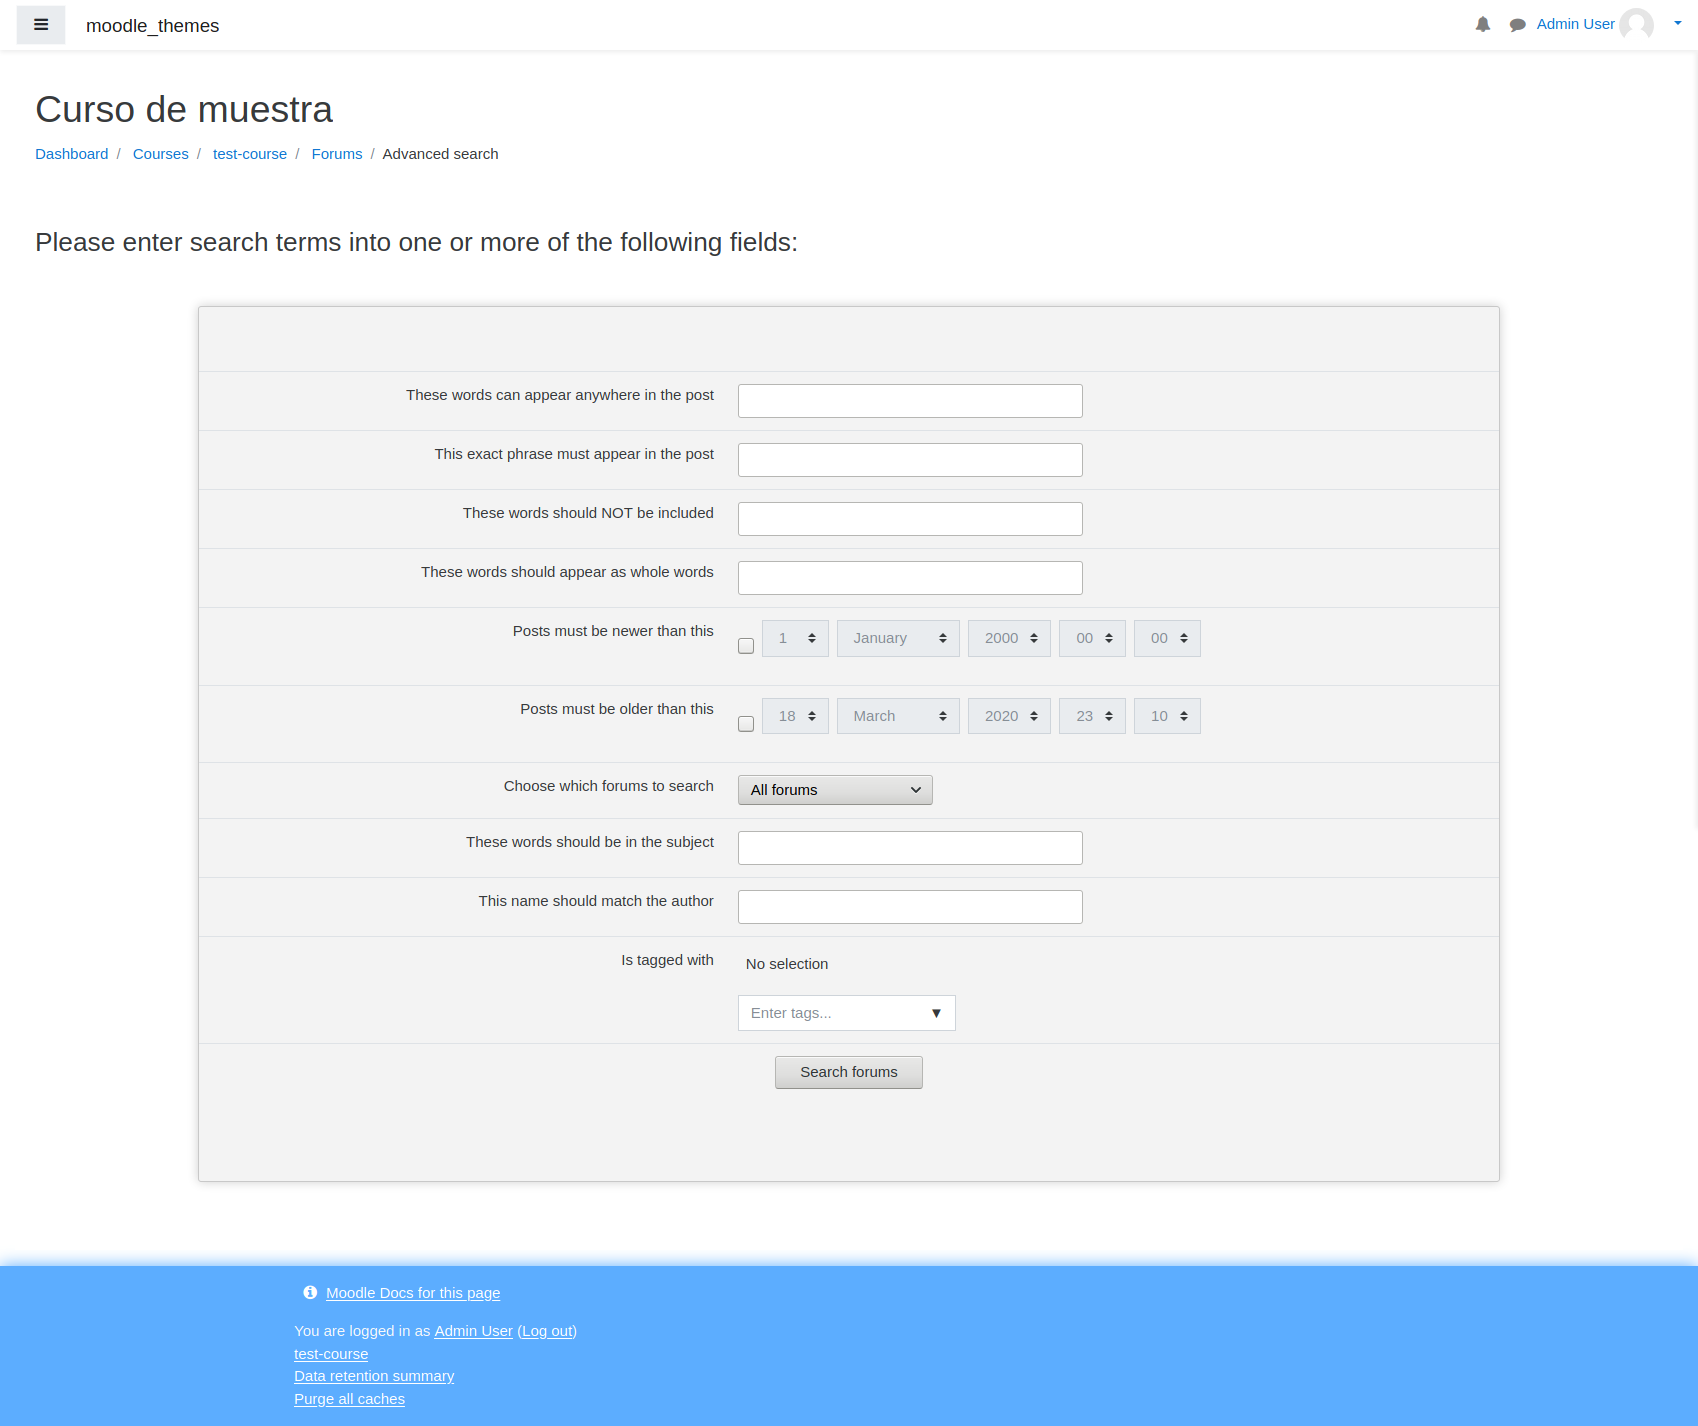 moodle_themes
Admin User
Curso de muestra
Dashboard / Courses / test-course / Forums / Advanced search
Please enter search terms into one or more of the following fields:
These words can appear anywhere in the post
This exact phrase must appear in the post
These words should NOT be included
These words should appear as whole words
Posts must be newer than this 1 January 2000 00 00
Posts must be older than this 18 March 2020 23 10
Choose which forums to search All forums
These words should be in the subject
This name should match the author
Is tagged with No selection
Enter tags... ▼
Search forums
Moodle Docs for this page
You are logged in as Admin User (Log out)
test-course
Data retention summary
Purge all caches